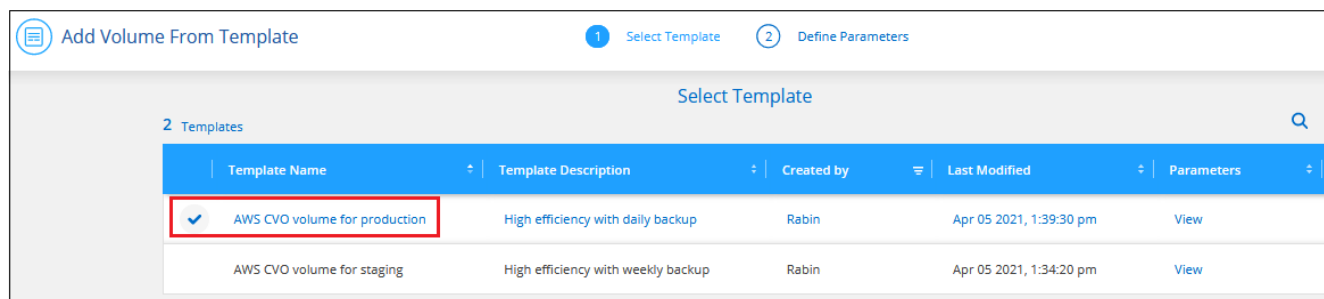 Add Volume From Template 1 Select Template 2 Define Parameters
Select Template
2 Templates
Template Name Template Description Created by Last Modified Parameters
AWS CVO volume for production High efficiency with daily backup Rabin Apr 05 2021, 1:39:30 pm View
AWS CVO volume for staging High efficiency with weekly backup Rabin Apr 05 2021, 1:34:20 pm View